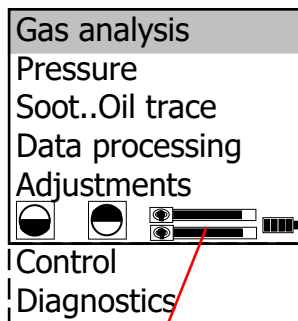 Gas analysis
Pressure
Soot..Oil trace
Data processing
Adjustments
Control
Diagnostics